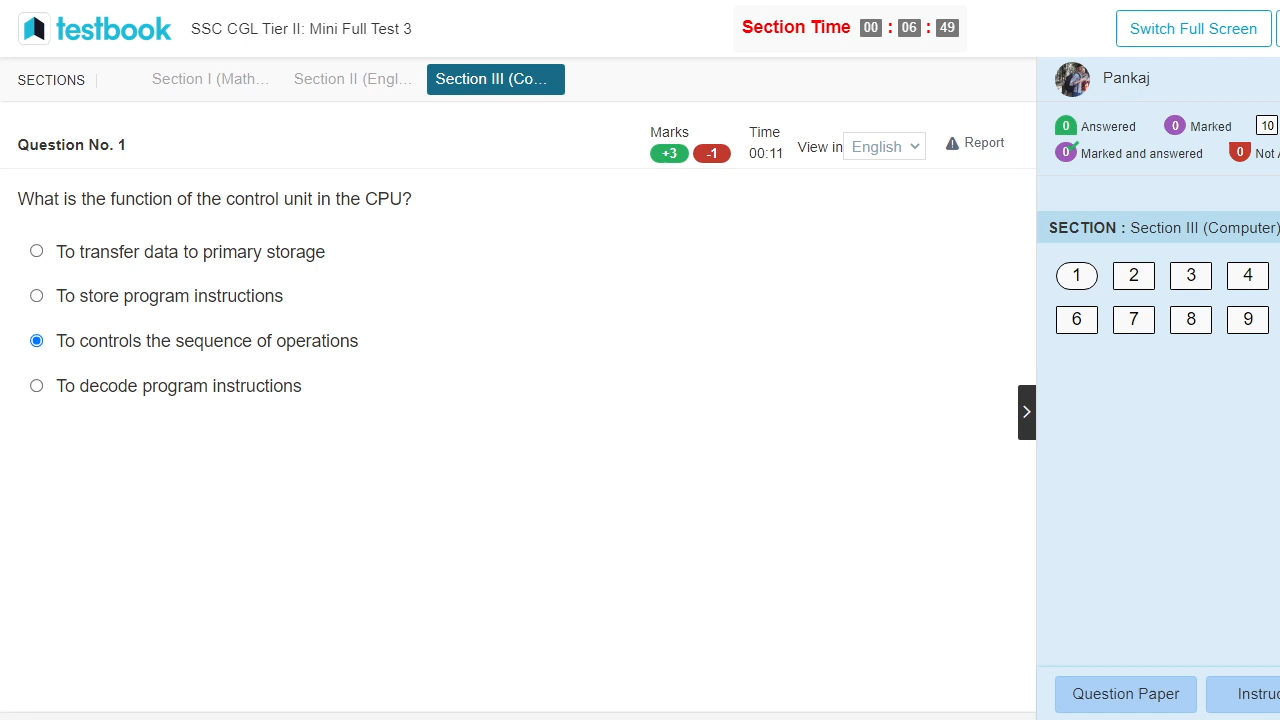 testbook SSC CGL Tier II: Mini Full Test 3 Section Time 00 : 06 : 49 Switch Full Screen
SECTIONS Section I (Math... Section II (Engl... Section III (Co...
Pankaj
Question No. 1
Marks
+3 -1
Time
00:11
View in English
Report
0 Answered 0 Marked 10
0 Marked and answered 0 Not
What is the function of the control unit in the CPU?
To transfer data to primary storage
To store program instructions
To controls the sequence of operations
To decode program instructions
SECTION : Section III (Computer)
1 2 3 4
6 7 8 9
Question Paper Instruc